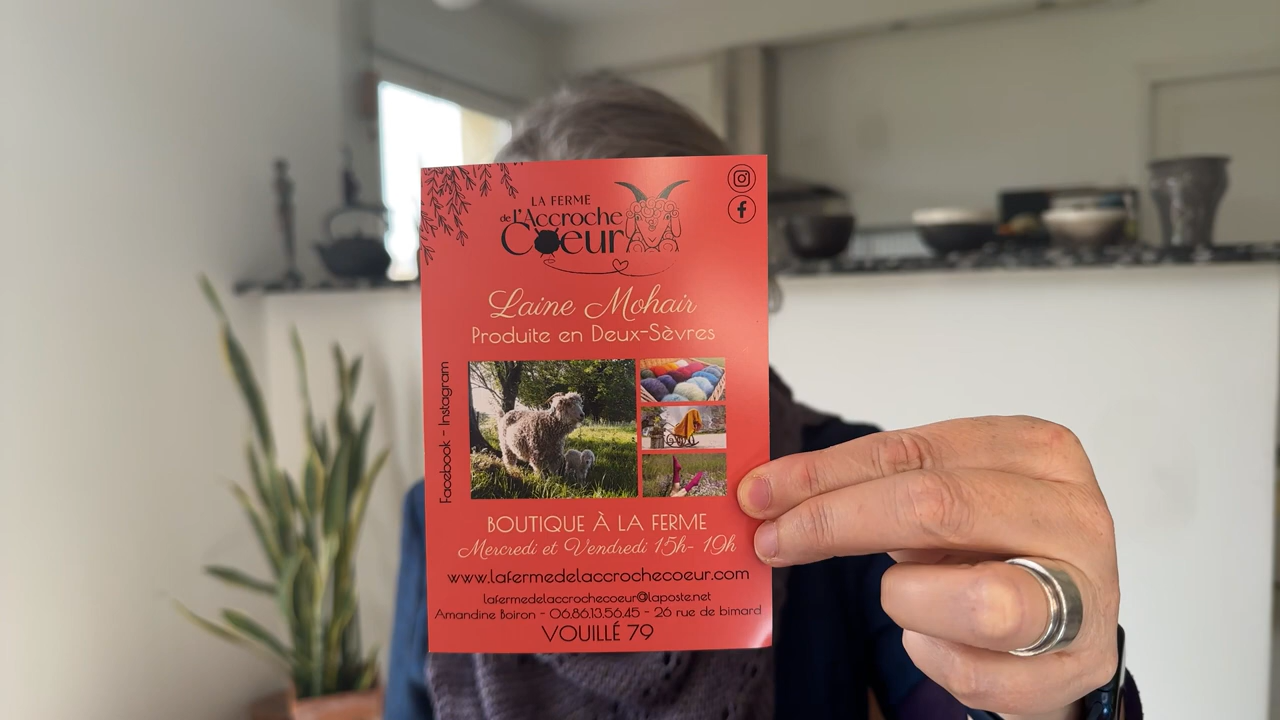 LA FERME
de L'Accroche
Coeur
Laine Mohair
Produite en Deux-Sèvres
Facebook - Instagram
BOUTIQUE À LA FERME
Mercredi et Vendredi 15h- 19h
www.lafermedelaccrochecoeur.com
lafermedelaccrochecoeur@laposte.net
Amandine Boiron - 06.86.13.56.45 - 26 rue de bimard
VOUILLÉ 79